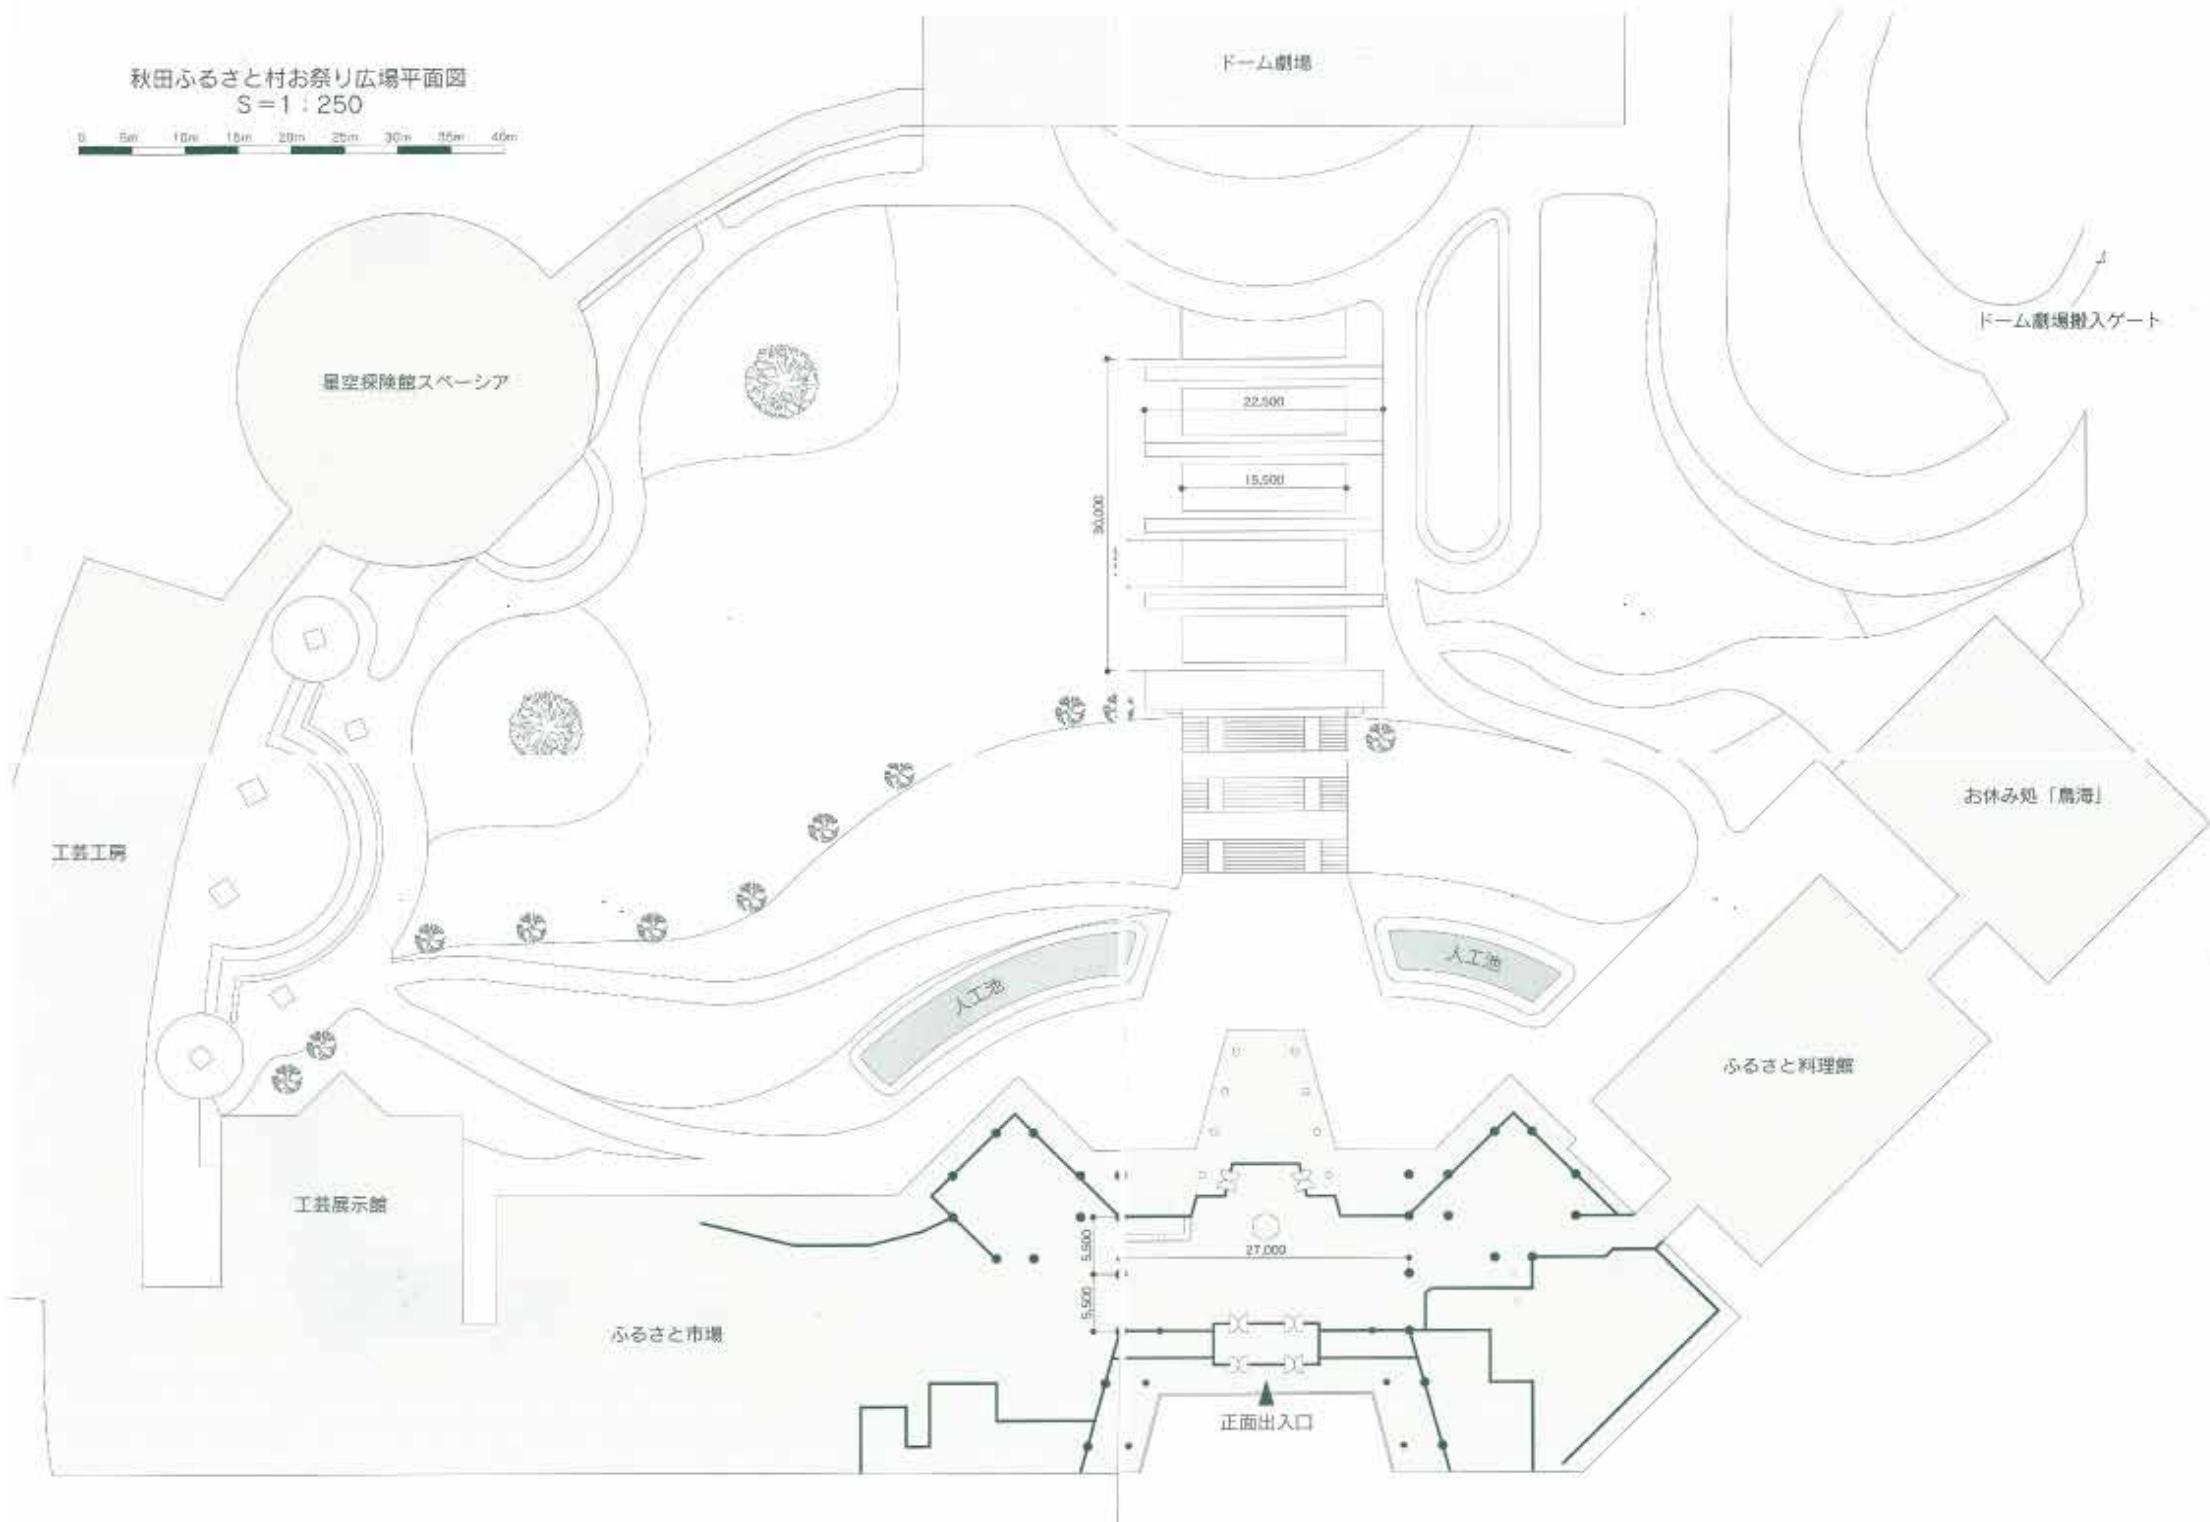 秋田ふるさと村お祭り広場平面図
S=1:250
0 5m 10m 15m 20m 25m 30m 35m 40m
ドーム劇場
ドーム劇場搬入ゲート
星空探険館スペーシア
22,500
15,500
30,000
お休み処「鳥海」
工芸工房
人工池
人工池
ふるさと料理館
工芸展示館
5,500
27,000
5,500
ふるさと市場
正面出入口